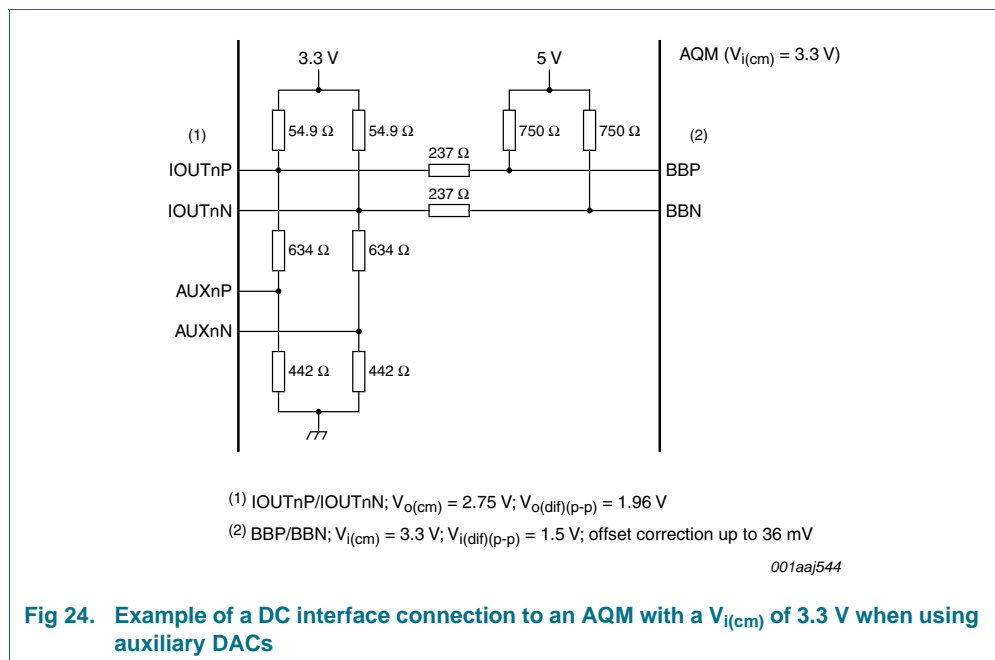 3.3 V
5 V
AQM (Vi(cm) = 3.3 V)
54.9 Ω
54.9 Ω
750 Ω
750 Ω
(1)
(2)
237 Ω
IOUTnP
BBP
237 Ω
IOUTnN
BBN
634 Ω
634 Ω
AUXnP
AUXnN
442 Ω
442 Ω
(1) IOUTnP/IOUTnN; Vo(cm) = 2.75 V; Vo(dif)(p-p) = 1.96 V
(2) BBP/BBN; Vi(cm) = 3.3 V; Vi(dif)(p-p) = 1.5 V; offset correction up to 36 mV
001aaj544
Fig 24. Example of a DC interface connection to an AQM with a Vi(cm) of 3.3 V when using
auxiliary DACs